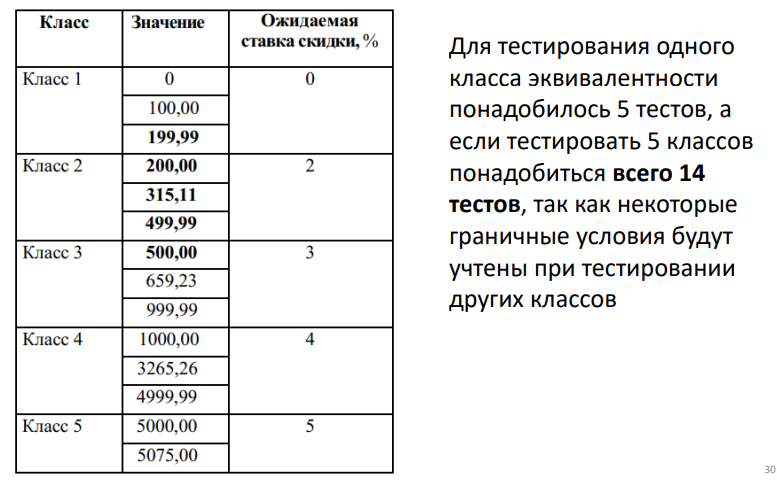 Класс Значение Ожидаемая
ставка скидки, %
Класс 1 0 0
100,00
199,99
Класс 2 200,00 2
315,11
499,99
Класс 3 500,00 3
659,23
999,99
Класс 4 1000,00 4
3265,26
4999,99
Класс 5 5000,00 5
5075,00
Для тестирования одного
класса эквивалентности
понадобилось 5 тестов, а
если тестировать 5 классов
понадобиться всего 14
тестов, так как некоторые
граничные условия будут
учтены при тестировании
других классов
30